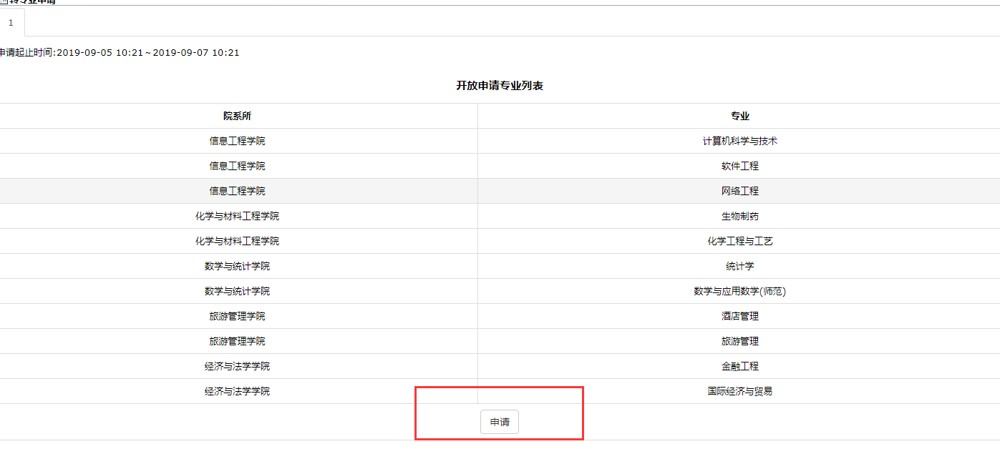 转专业申请
1
申请起止时间:2019-09-05 10:21～2019-09-07 10:21
开放申请专业列表
院系所 专业
信息工程学院 计算机科学与技术
信息工程学院 软件工程
信息工程学院 网络工程
化学与材料工程学院 生物制药
化学与材料工程学院 化学工程与工艺
数学与统计学院 统计学
数学与统计学院 数学与应用数学(师范)
旅游管理学院 酒店管理
旅游管理学院 旅游管理
经济与法学学院 金融工程
经济与法学学院 国际经济与贸易
申请